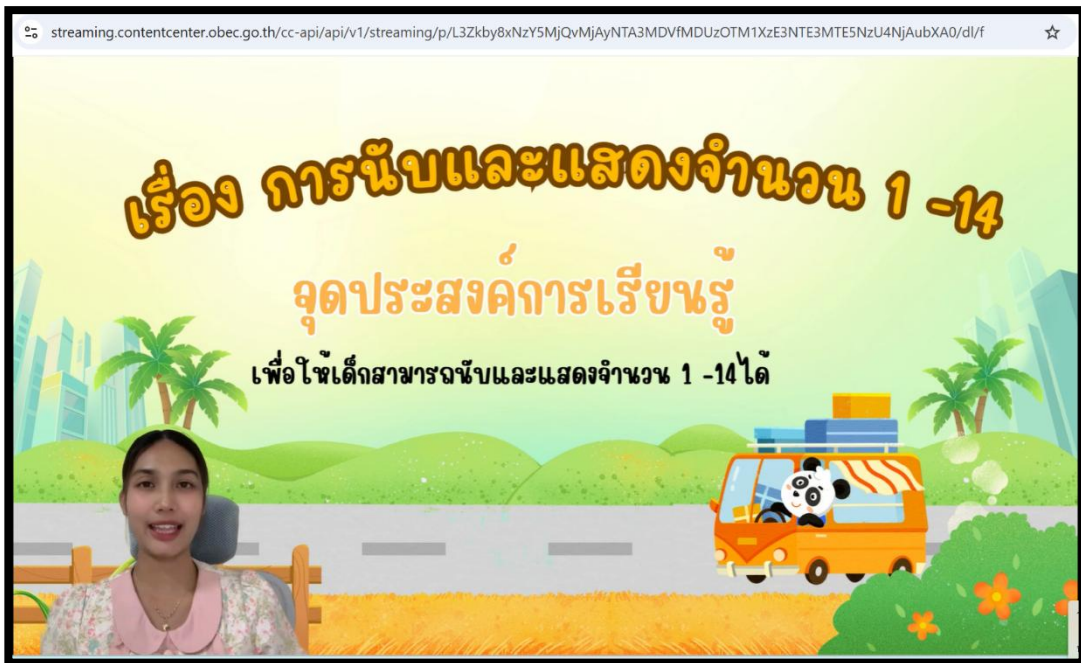 streaming.contentcenter.obec.go.th/cc-api/api/v1/streaming/p/L3Zkby8xNzY5MjQvMjAyNTA3MDVfMDUzOTM1XzE3NTE3MTE5NzU4NjAubXA0/dl/f
เรื่อง การนับและแสดงจำนวน 1 -14
จุดประสงค์การเรียนรู้
เพื่อให้เด็กสามารถนับและแสดงจำนวน 1 -14ได้